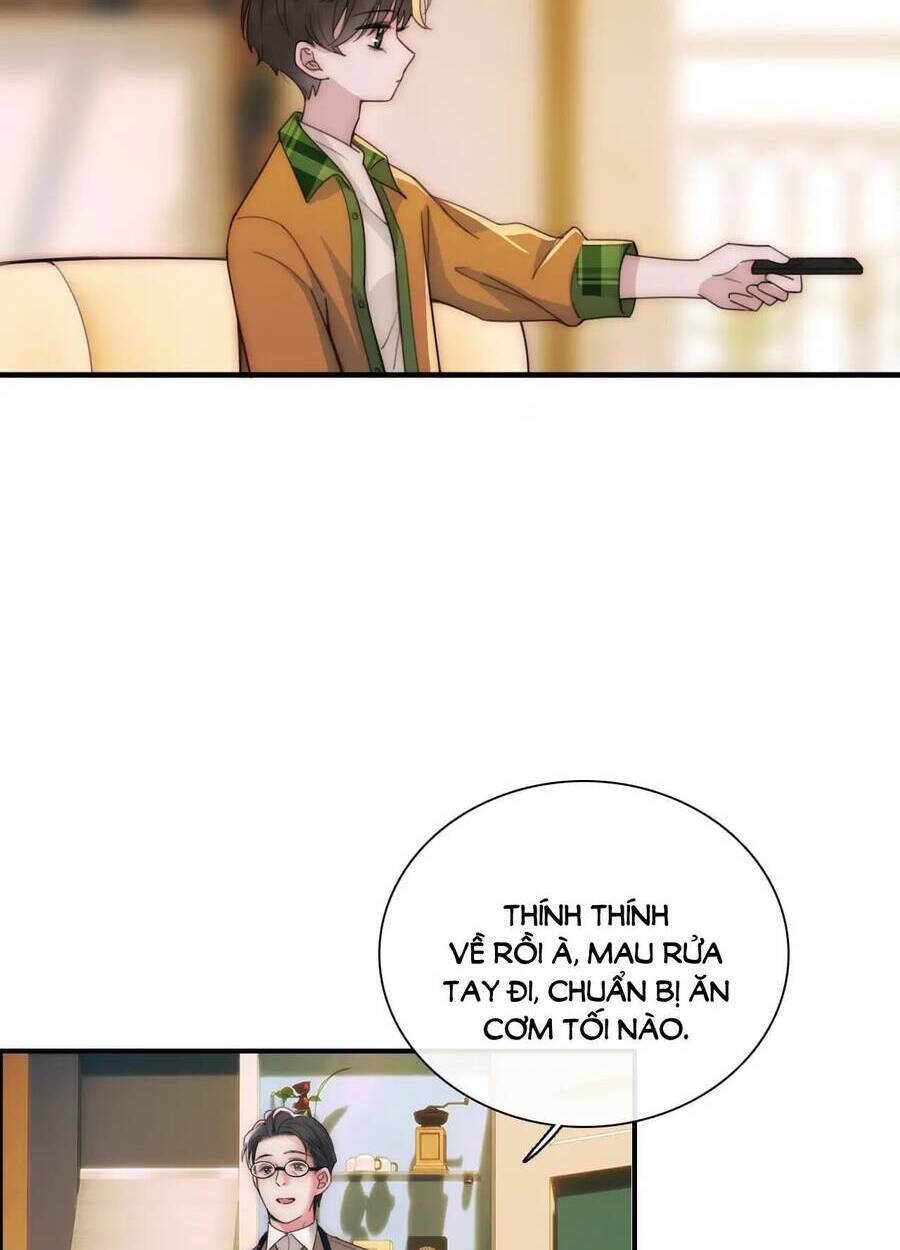 THÍNH THÍNH
VỀ RỒI À, MAU RỬA
TAY ĐI, CHUẨN BỊ ĂN
CƠM TỐI NÀO.